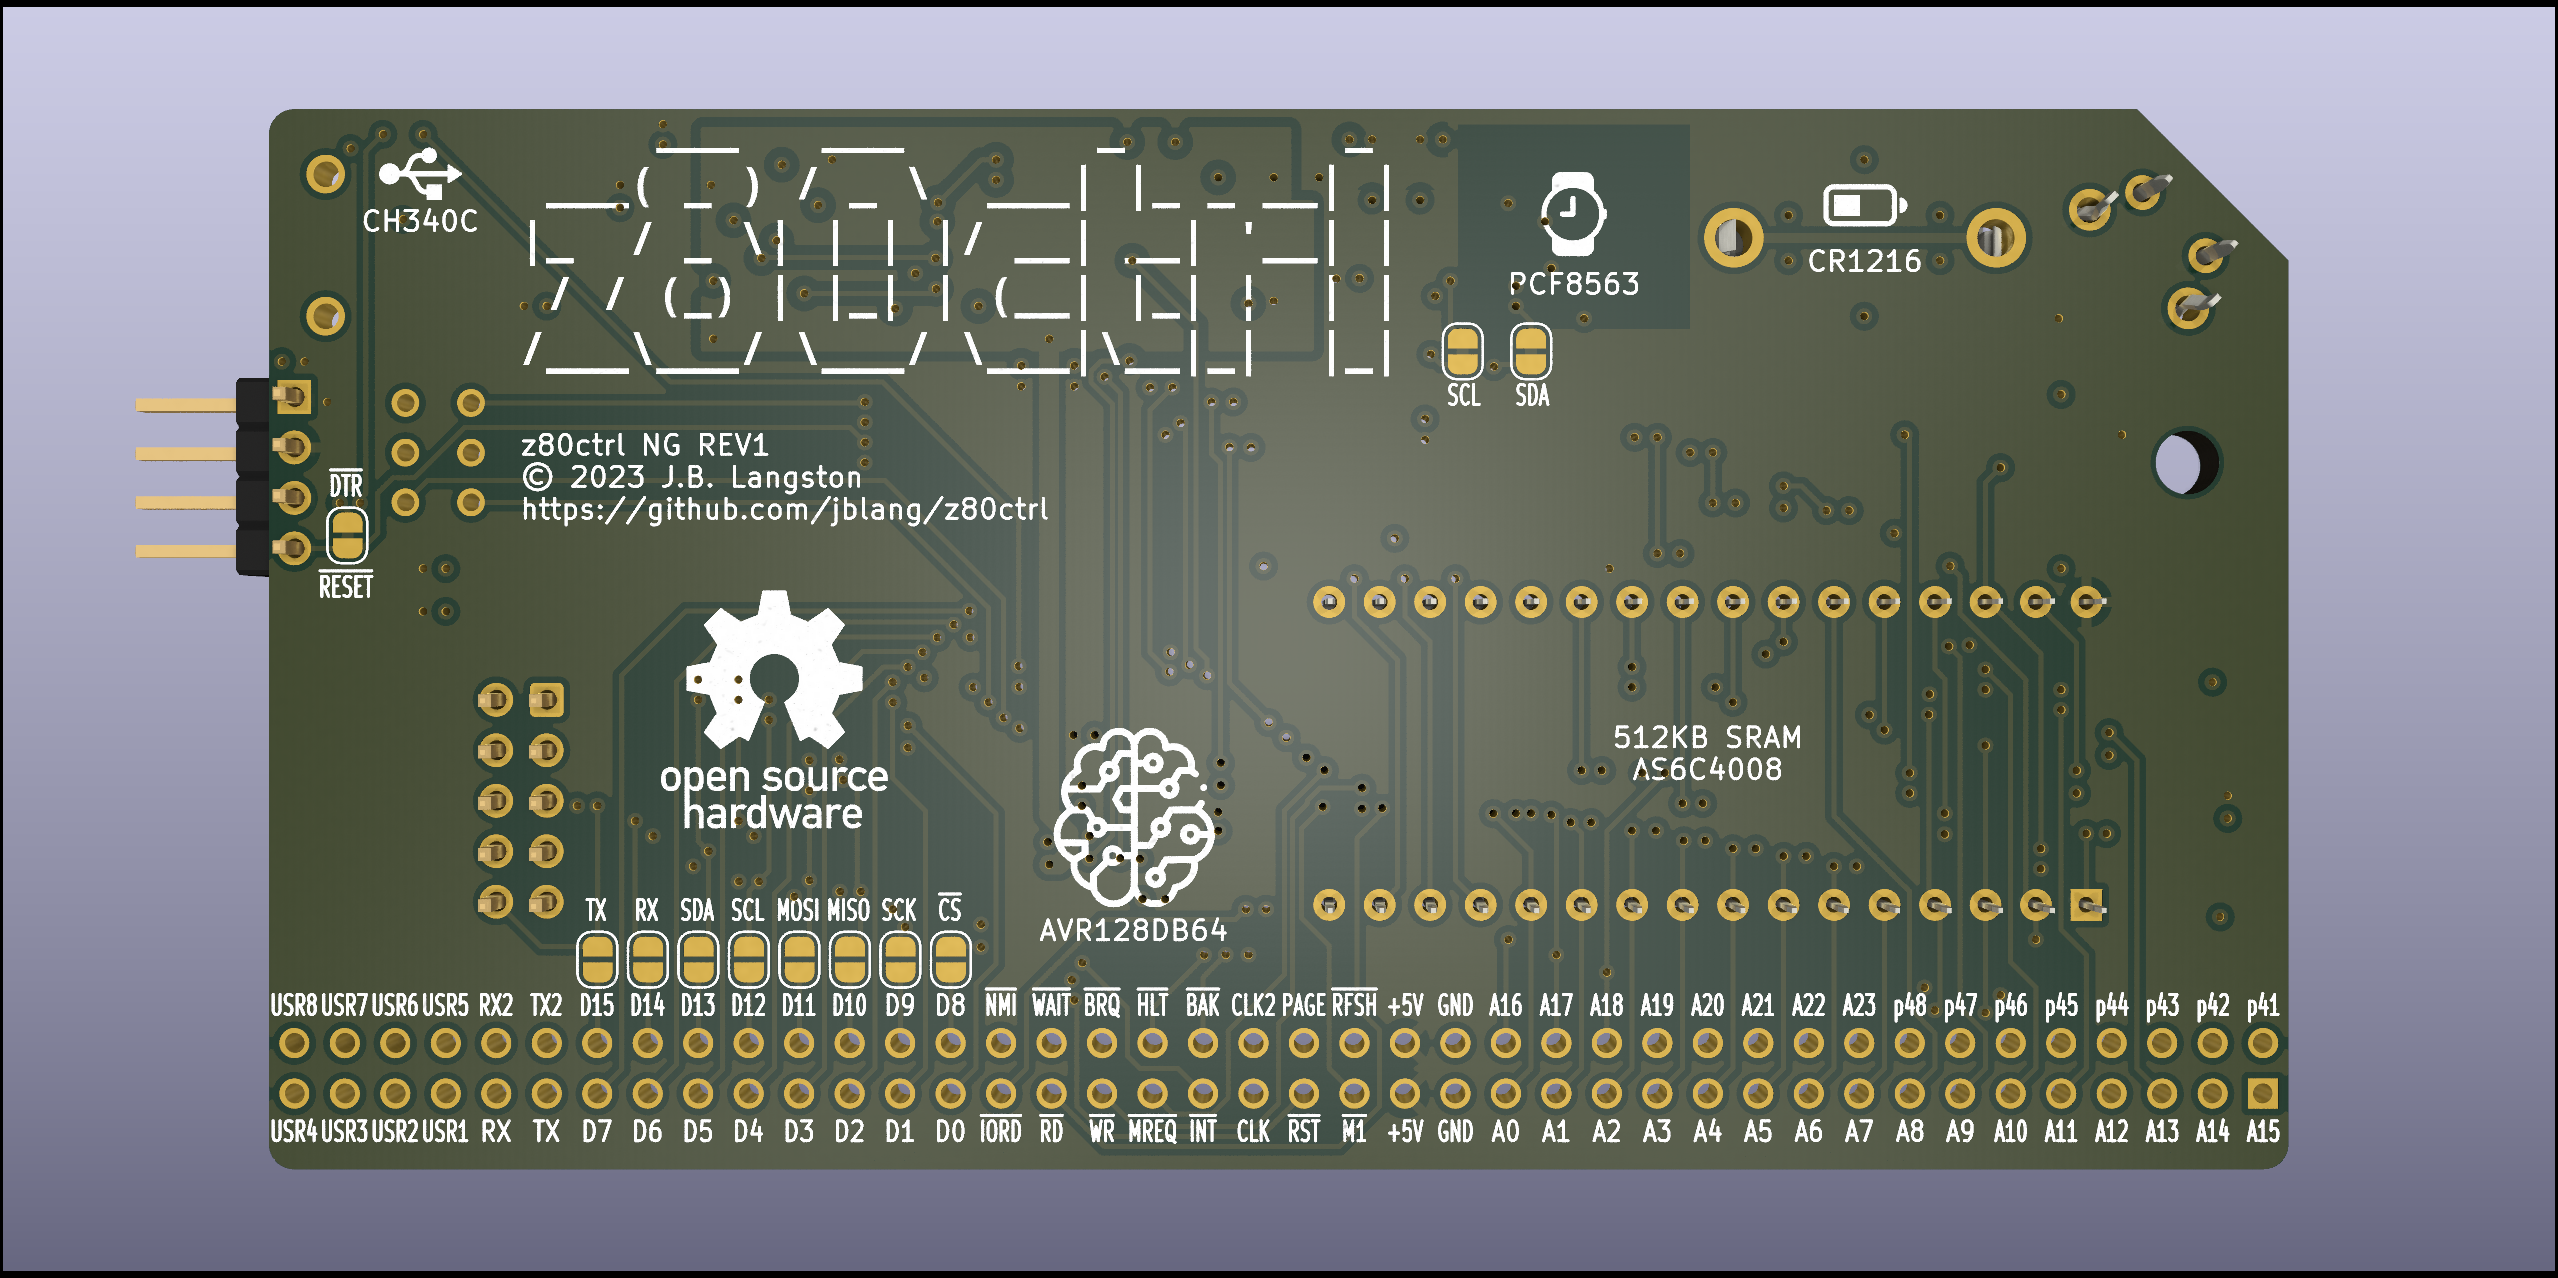 CH340C
z80ctrl
PCF8563
CR1216
SCL SDA
z80ctrl NG REV1
© 2023 J.B. Langston
https://github.com/jblang/z80ctrl
DTR
RESET
open source
hardware
512KB SRAM
AS6C4008
AVR128DB64
TX RX SDA SCL MOSI MISO SCK CS
USR8 USR7 USR6 USR5 RX2 TX2 D15 D14 D13 D12 D11 D10 D9 D8 NMI WAIT BRQ HLT BAK CLK2 PAGE RFSH +5V GND A16 A17 A18 A19 A20 A21 A22 A23 p48 p47 p46 p45 p44 p43 p42 p41
USR4 USR3 USR2 USR1 RX TX D7 D6 D5 D4 D3 D2 D1 D0 IORD RD WR MREQ INT CLK RST M1 +5V GND A0 A1 A2 A3 A4 A5 A6 A7 A8 A9 A10 A11 A12 A13 A14 A15